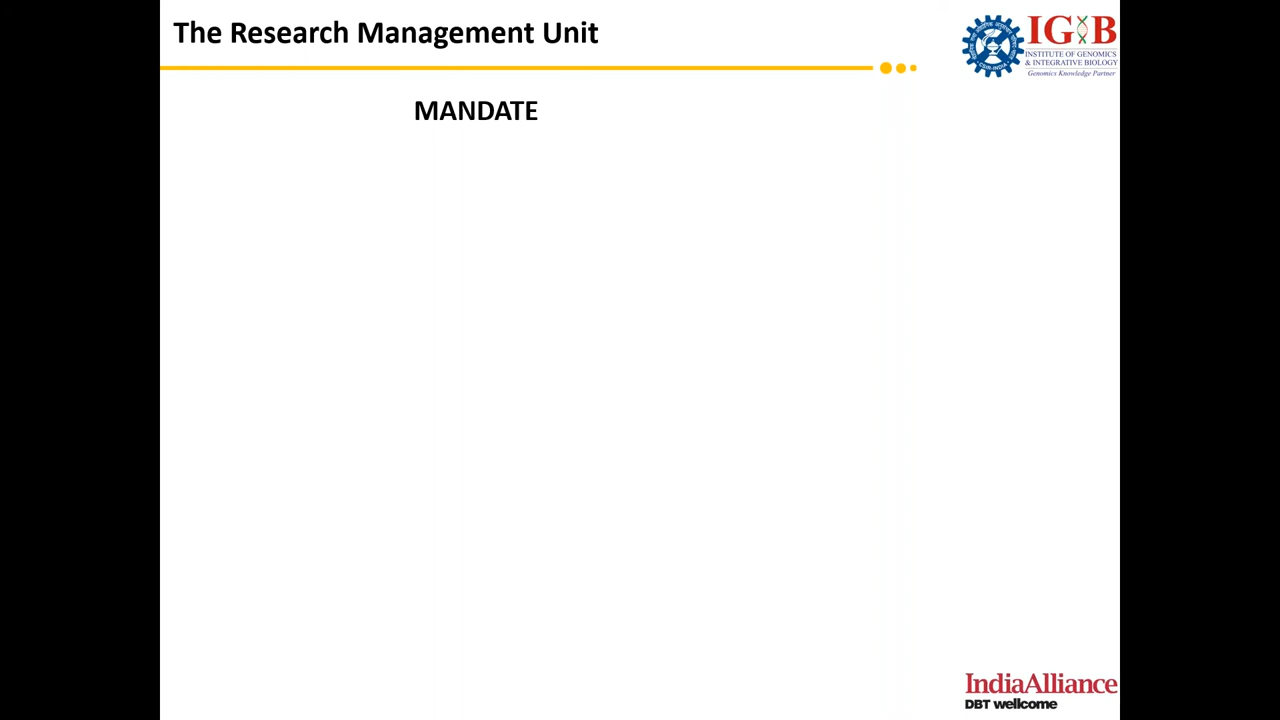 The Research Management Unit
IGIB
INSTITUTE OF GENOMICS
& INTEGRATIVE BIOLOGY
Genomics Knowledge Partner
MANDATE
IndiaAlliance
DBT wellcome